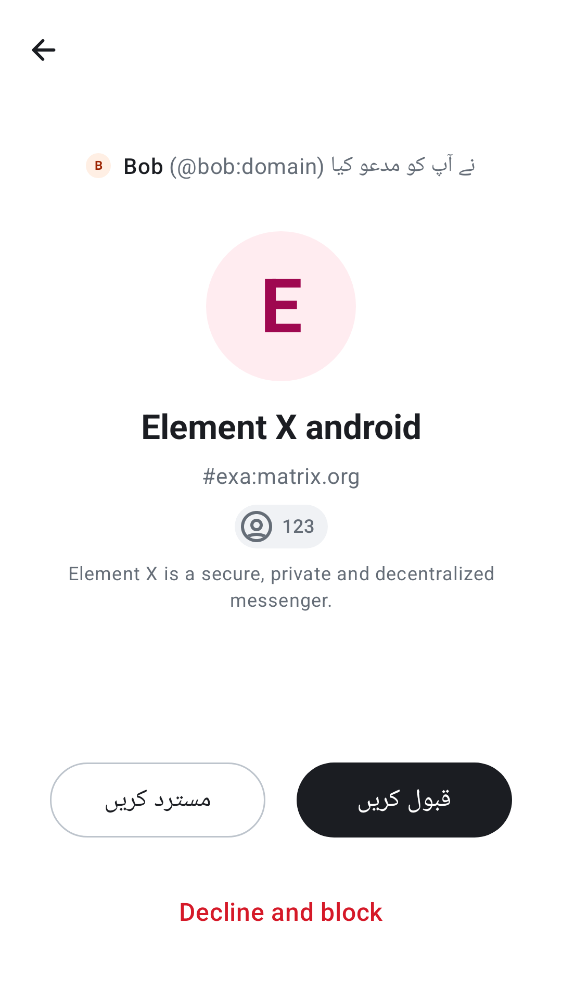 B Bob (@bob:domain) نے آپ کو مدعو کیا
E
Element X android
#exa:matrix.org
123
Element X is a secure, private and decentralized
messenger.
مسترد کریں
قبول کریں
Decline and block